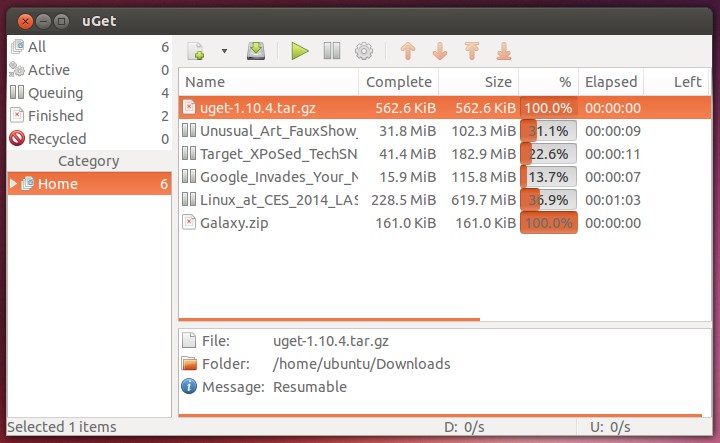 uGet
All 6
Active 0
Queuing 4
Finished 2
Recycled 0
Category
Home 6
Name Complete Size % Elapsed Left
uget-1.10.4.tar.gz 562.6 KiB 562.6 KiB 100.0% 00:00:00
Unusual_Art_FauxShow_ 31.8 MiB 102.3 MiB 31.1% 00:00:09
Target_XPoSed_TechSN 41.4 MiB 182.9 MiB 22.6% 00:00:11
Google_Invades_Your_N 15.9 MiB 115.8 MiB 13.7% 00:00:07
Linux_at_CES_2014_LAS 228.5 MiB 619.7 MiB 36.9% 00:01:03
Galaxy.zip 161.0 KiB 161.0 KiB 100.0% 00:00:00
File: uget-1.10.4.tar.gz
Folder: /home/ubuntu/Downloads
Message: Resumable
Selected 1 items D: 0/s U: 0/s